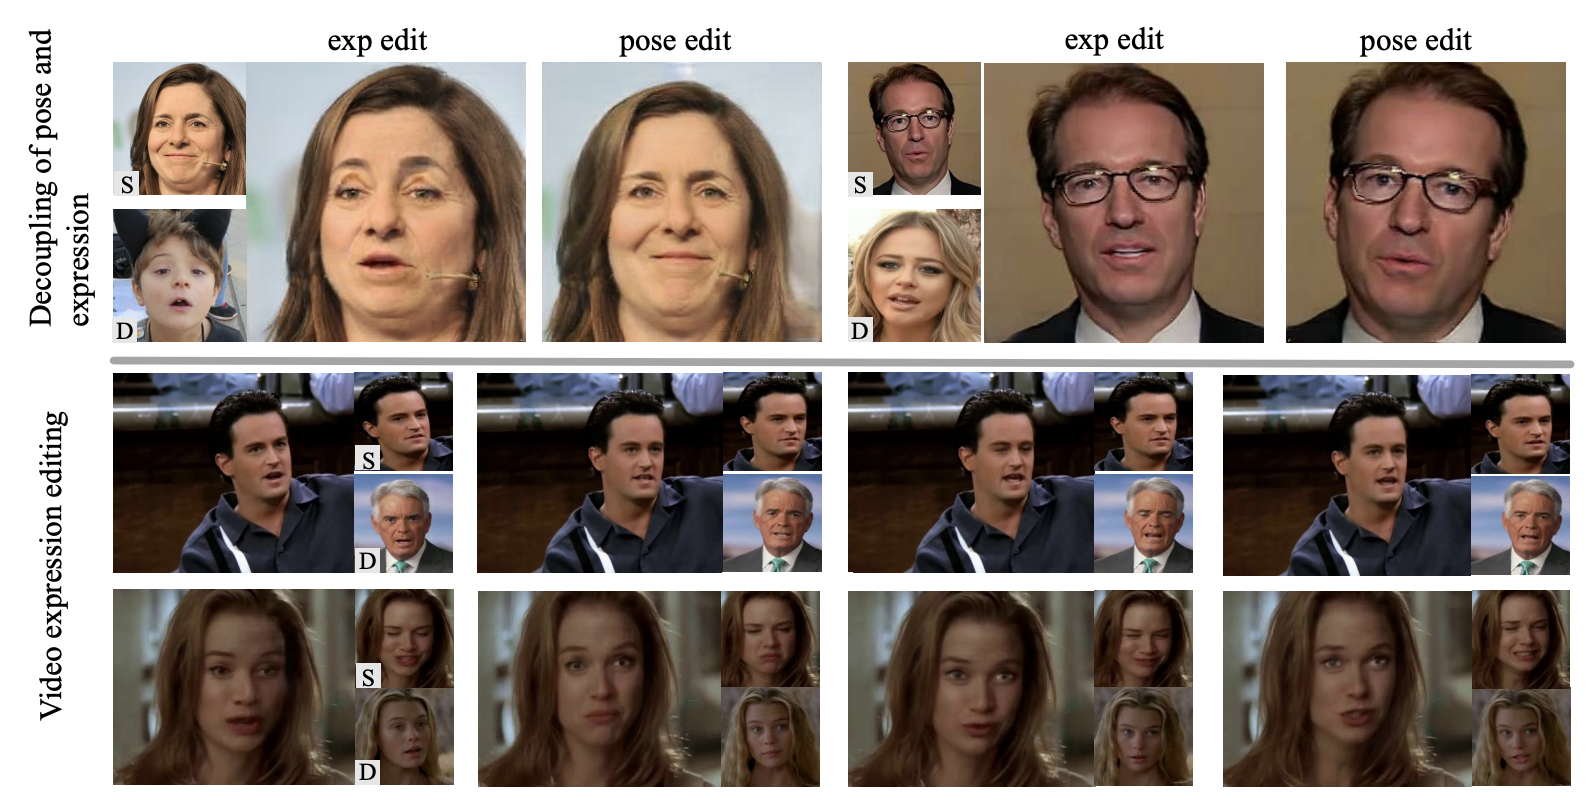 exp edit
pose edit
exp edit
pose edit
Decoupling of pose and
expression
S
D
S
D
Video expression editing
S
D
S
D